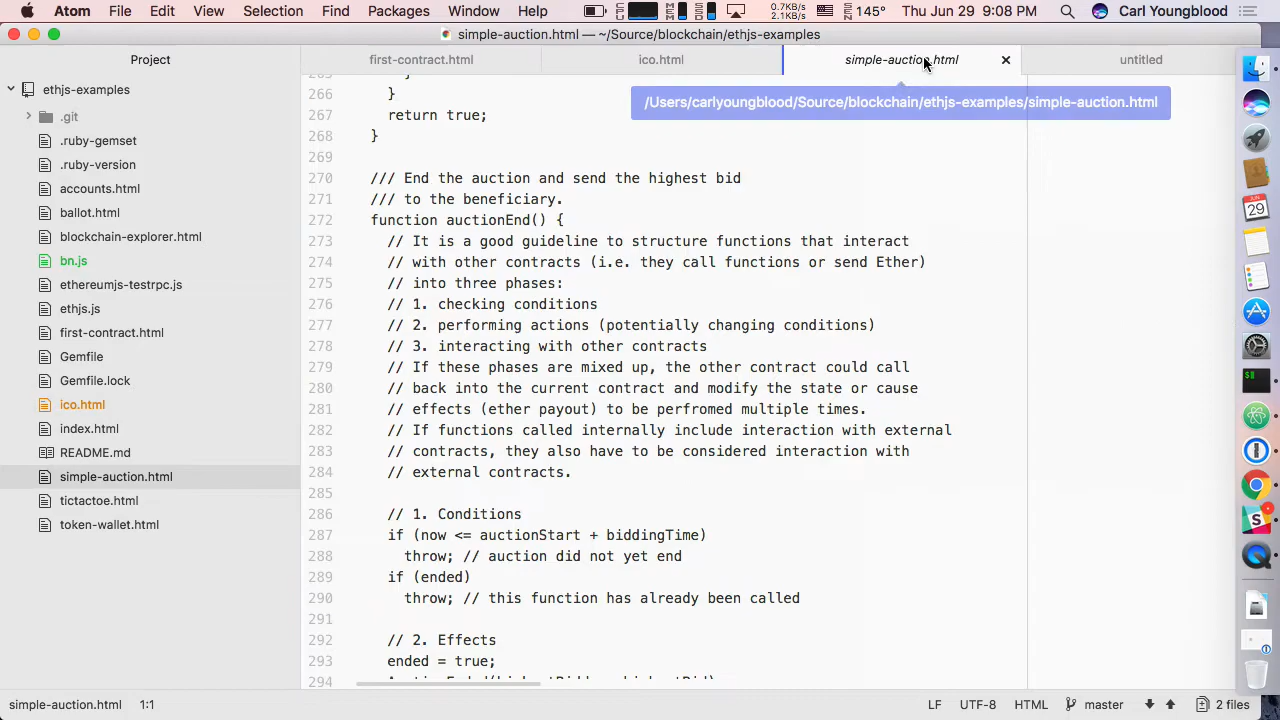 Atom File Edit View Selection Find Packages Window Help 0.7KB/s 2.1KB/s 145° Thu Jun 29 9:08 PM Carl Youngblood
simple-auction.html — ~/Source/blockchain/ethjs-examples
Project
first-contract.html ico.html simple-auction.html untitled
/Users/carlyoungblood/Source/blockchain/ethjs-examples/simple-auction.html
ethjs-examples
.git
.ruby-gemset
.ruby-version
accounts.html
ballot.html
blockchain-explorer.html
bn.js
ethereumjs-testrpc.js
ethjs.js
first-contract.html
Gemfile
Gemfile.lock
ico.html
index.html
README.md
simple-auction.html
tictactoe.html
token-wallet.html
265 }
266 }
267 return true;
268 }
269
270 /// End the auction and send the highest bid
271 /// to the beneficiary.
272 function auctionEnd() {
273 // It is a good guideline to structure functions that interact
274 // with other contracts (i.e. they call functions or send Ether)
275 // into three phases:
276 // 1. checking conditions
277 // 2. performing actions (potentially changing conditions)
278 // 3. interacting with other contracts
279 // If these phases are mixed up, the other contract could call
280 // back into the current contract and modify the state or cause
281 // effects (ether payout) to be perfromed multiple times.
282 // If functions called internally include interaction with external
283 // contracts, they also have to be considered interaction with
284 // external contracts.
285
286 // 1. Conditions
287 if (now <= auctionStart + biddingTime)
288 throw; // auction did not yet end
289 if (ended)
290 throw; // this function has already been called
291
292 // 2. Effects
293 ended = true;
294
JUN
29
simple-auction.html 1:1 LF UTF-8 HTML master 2 files